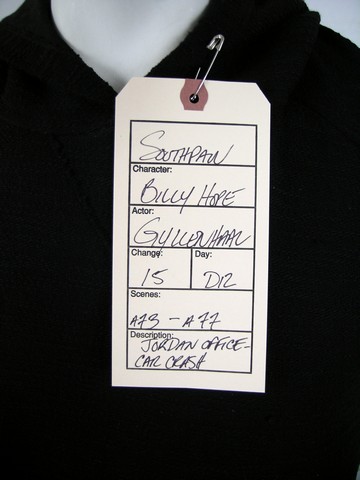 SOUTHPAW
Character:
BILLY HOPE
Actor:
GYLLENHAAL
Change: Day:
15 D12
Scenes:
A73 - A77
Description:
JORDAN OFFICE-
CAR CRASH